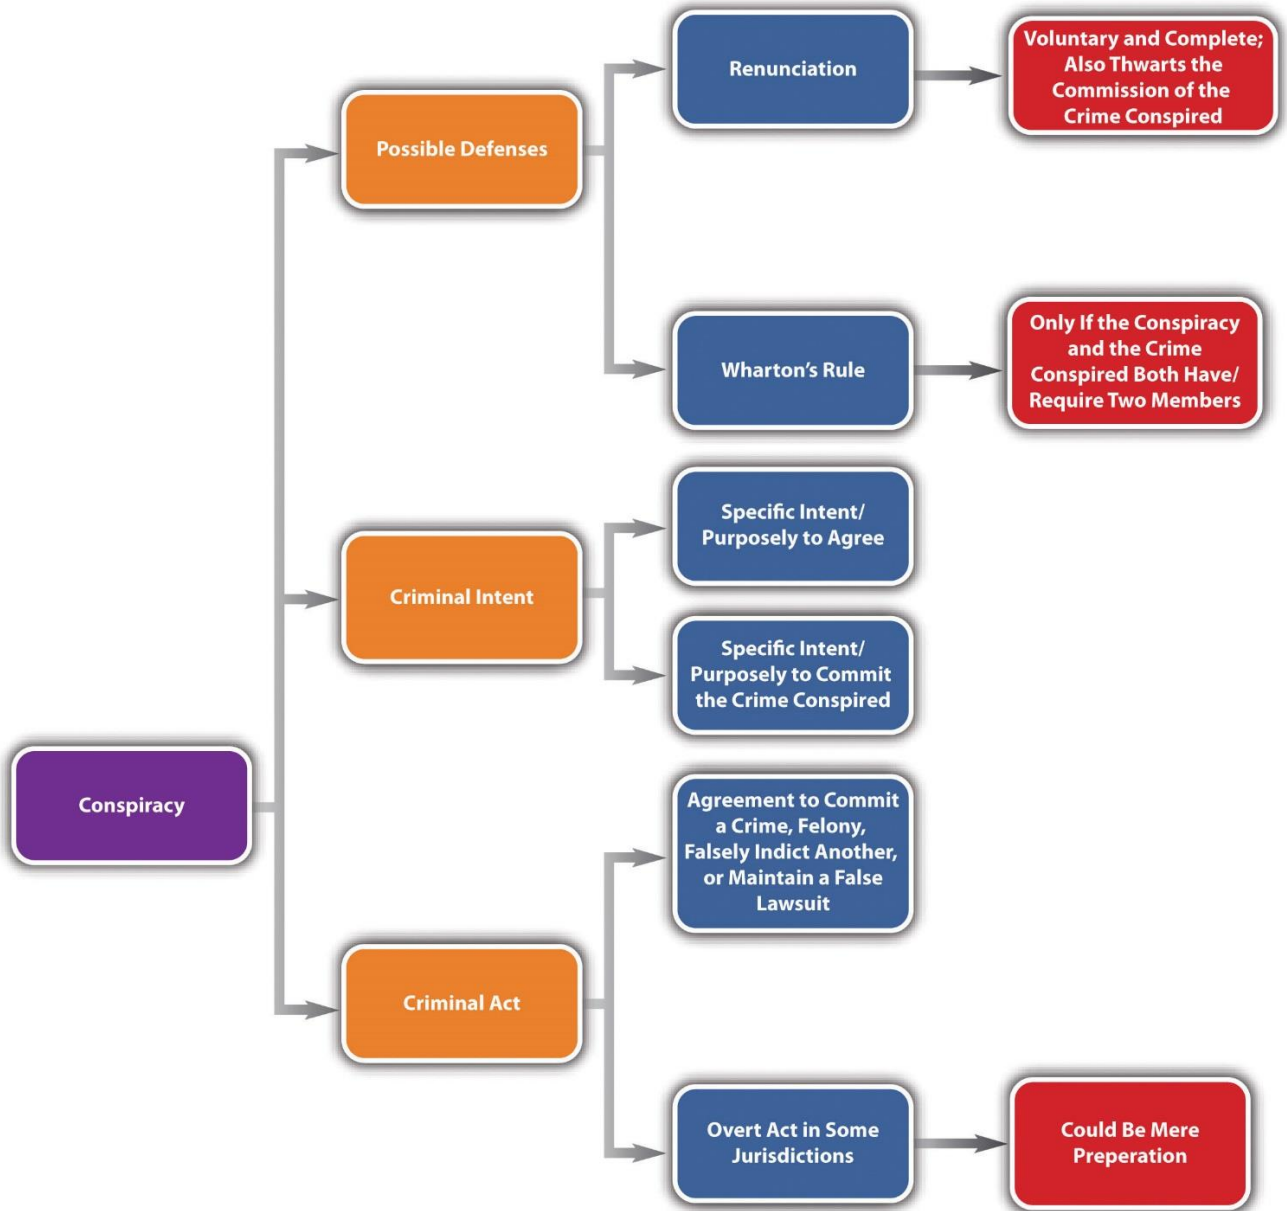 Renunciation
Voluntary and Complete;
Also Thwarts the
Commission of the
Crime Conspired
Possible Defenses
Wharton's Rule
Only If the Conspiracy
and the Crime
Conspired Both Have/
Require Two Members
Specific Intent/
Purposely to Agree
Criminal Intent
Specific Intent/
Purposely to Commit
the Crime Conspired
Conspiracy
Agreement to Commit
a Crime, Felony,
Falsely Indict Another,
or Maintain a False
Lawsuit
Criminal Act
Overt Act in Some
Jurisdictions
Could Be Mere
Preperation